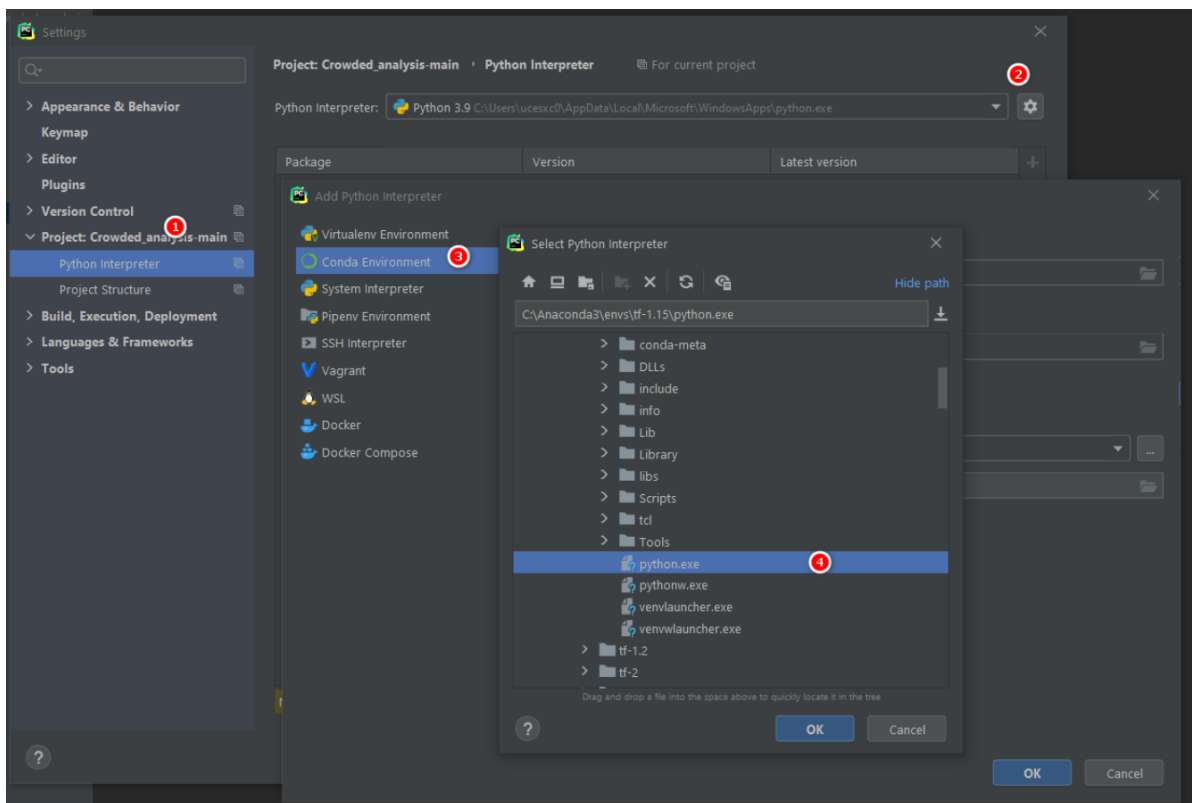 Settings
Project: Crowded_analysis-main › Python Interpreter For current project
2
Python Interpreter: Python 3.9 C:\Users\ucesxc0\AppData\Local\Microsoft\WindowsApps\python.exe
Package Version Latest version
Appearance & Behavior
Keymap
Editor
Plugins
Version Control
1
Project: Crowded_analysis-main
Python Interpreter
Project Structure
Build, Execution, Deployment
Languages & Frameworks
Tools
?
Add Python Interpreter
Virtualenv Environment
Conda Environment 3
System Interpreter
Pipenv Environment
SSH Interpreter
Vagrant
WSL
Docker
Docker Compose
...
Select Python Interpreter
Hide path
C:\Anaconda3\envs\tf-1.15\python.exe
conda-meta
DLLs
include
info
Lib
Library
libs
Scripts
tcl
Tools
python.exe 4
pythonw.exe
venvlauncher.exe
venvwlauncher.exe
tf-1.2
tf-2
Drag and drop a file into the space above to quickly locate it in the tree
? OK Cancel
OK Cancel